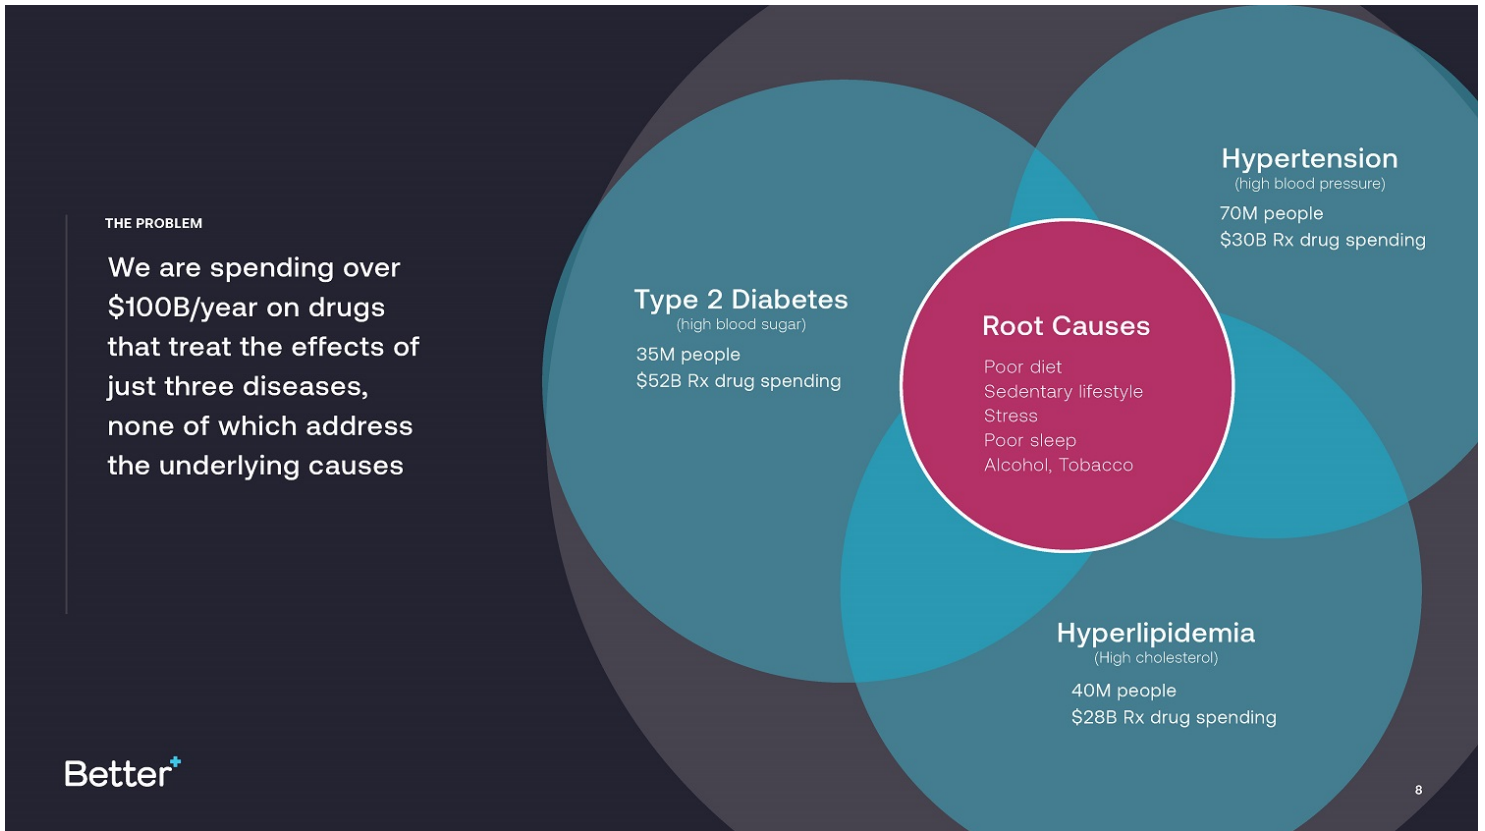 THE PROBLEM
We are spending over
$100B/year on drugs
that treat the effects of
just three diseases,
none of which address
the underlying causes
Type 2 Diabetes
(high blood sugar)
35M people
$52B Rx drug spending
Hypertension
(high blood pressure)
70M people
$30B Rx drug spending
Root Causes
Poor diet
Sedentary lifestyle
Stress
Poor sleep
Alcohol, Tobacco
Hyperlipidemia
(High cholesterol)
40M people
$28B Rx drug spending
Better+
8